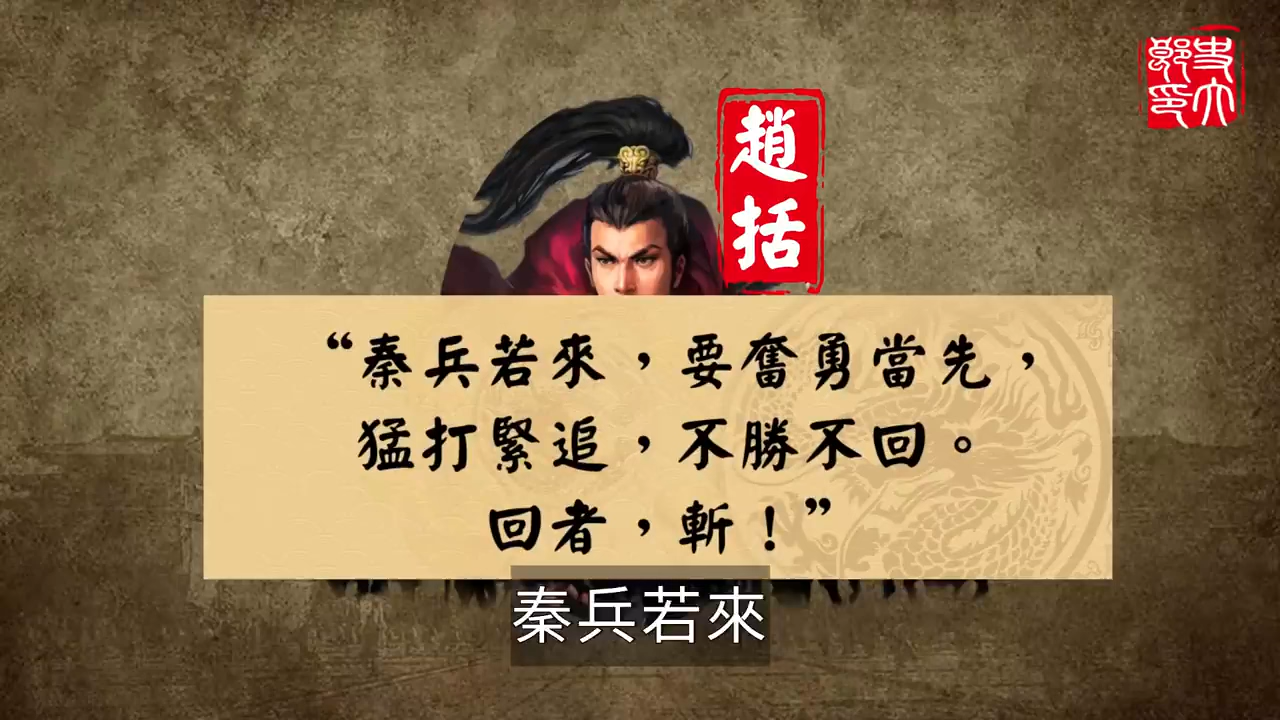 趙括
“秦兵若來，要奮勇當先，
猛打緊追，不勝不回。
回者，斬！”
秦兵若來